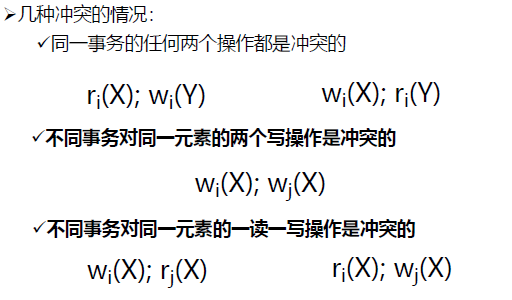 ➢几种冲突的情况:
✓同一事务的任何两个操作都是冲突的
rᵢ(X); wᵢ(Y) wᵢ(X); rᵢ(Y)
✓不同事务对同一元素的两个写操作是冲突的
wᵢ(X); wⱼ(X)
✓不同事务对同一元素的一读一写操作是冲突的
wᵢ(X); rⱼ(X) rᵢ(X); wⱼ(X)